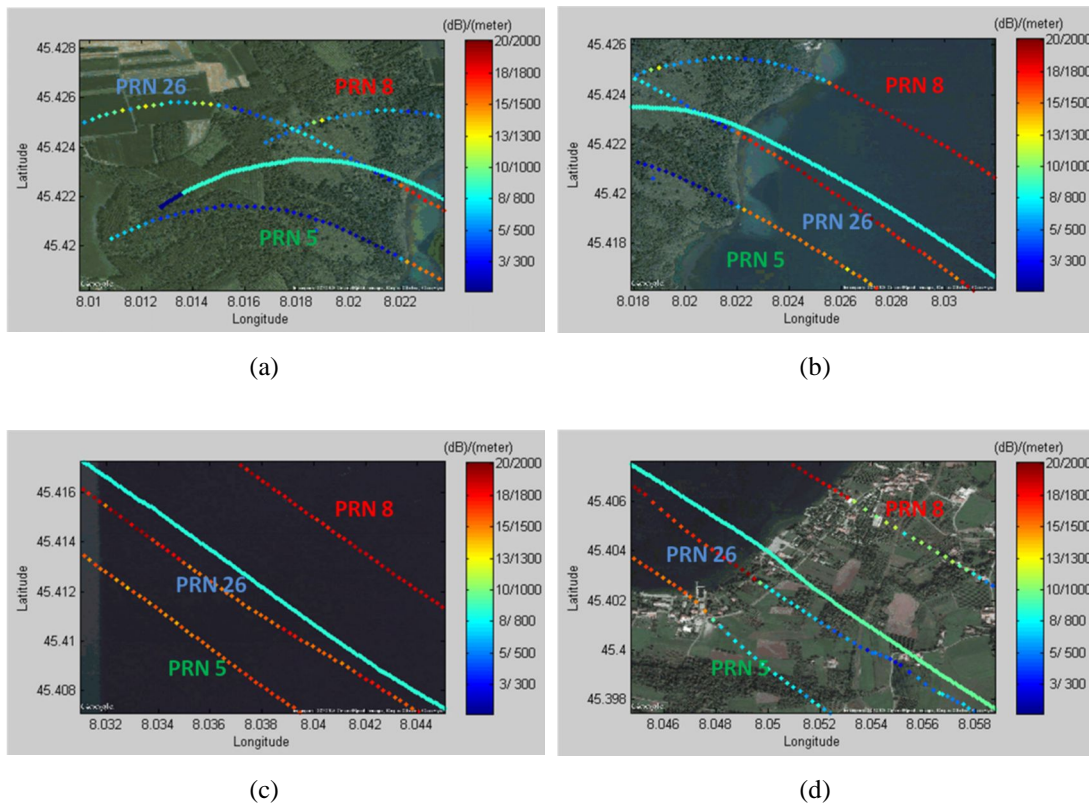 (dB)/(meter)
45.428
45.426
45.424
45.422
45.42
Latitude
PRN 26
PRN 8
PRN 5
Google
8.01 8.012 8.014 8.016 8.018 8.02 8.022
Longitude
20/2000
18/1800
15/1500
13/1300
10/1000
8/ 800
5/ 500
3/ 300
(a)
(dB)/(meter)
45.426
45.424
45.422
45.42
45.418
Latitude
PRN 8
PRN 26
PRN 5
Google
8.018 8.02 8.022 8.024 8.026 8.028 8.03
Longitude
20/2000
18/1800
15/1500
13/1300
10/1000
8/ 800
5/ 500
3/ 300
(b)
(dB)/(meter)
45.416
45.414
45.412
45.41
45.408
Latitude
PRN 8
PRN 26
PRN 5
Google
8.032 8.034 8.036 8.038 8.04 8.042 8.044
Longitude
20/2000
18/1800
15/1500
13/1300
10/1000
8/ 800
5/ 500
3/ 300
(c)
(dB)/(meter)
45.406
45.404
45.402
45.4
45.398
Latitude
PRN 8
PRN 26
PRN 5
Google
8.046 8.048 8.05 8.052 8.054 8.056 8.058
Longitude
20/2000
18/1800
15/1500
13/1300
10/1000
8/ 800
5/ 500
3/ 300
(d)